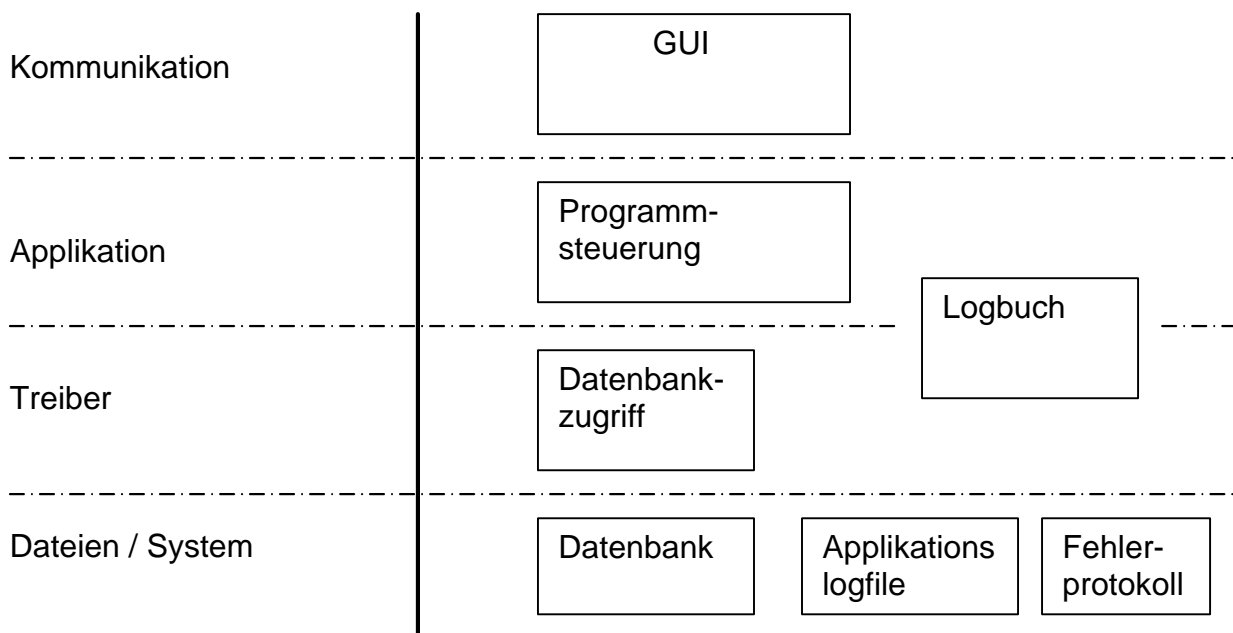 Kommunikation
GUI
Applikation
Programm-
steuerung
Logbuch
Treiber
Datenbank-
zugriff
Dateien / System
Datenbank
Applikations
logfile
Fehler-
protokoll